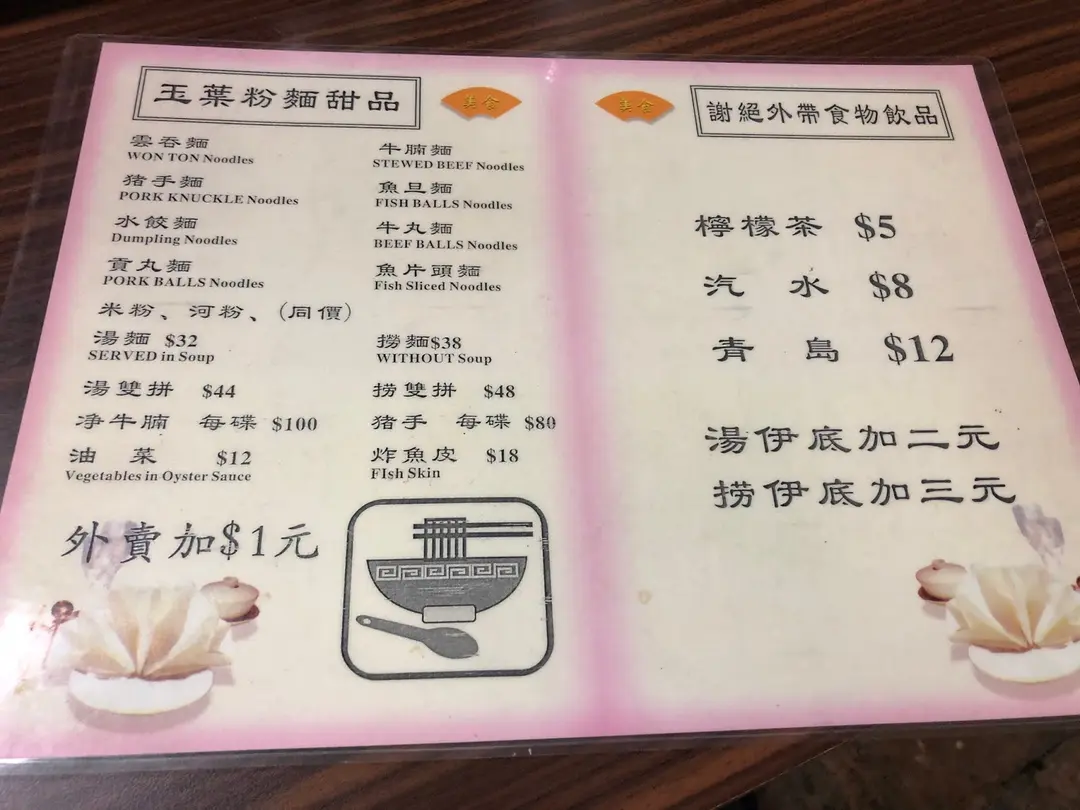 玉葉粉麵甜品
美食
雲吞麵
WON TON Noodles
猪手麵
PORK KNUCKLE Noodles
水餃麵
Dumpling Noodles
貢丸麵
PORK BALLS Noodles
牛腩麵
STEWED BEEF Noodles
魚旦麵
FISH BALLS Noodles
牛丸麵
BEEF BALLS Noodles
魚片頭麵
Fish Sliced Noodles
米粉、河粉、(同價)
湯麵 $32
SERVED in Soup
撈麵$38
WITHOUT Soup
湯雙拼 $44
捞雙拼 $48
净牛腩 每碟 $100
猪手 每碟 $80
油菜 $12
Vegetables in Oyster Sauce
炸魚皮 $18
FIsh Skin
外賣加$1元
美食
謝絕外帶食物飲品
檸檬茶 $5
汽水 $8
青島 $12
湯伊底加二元
捞伊底加三元